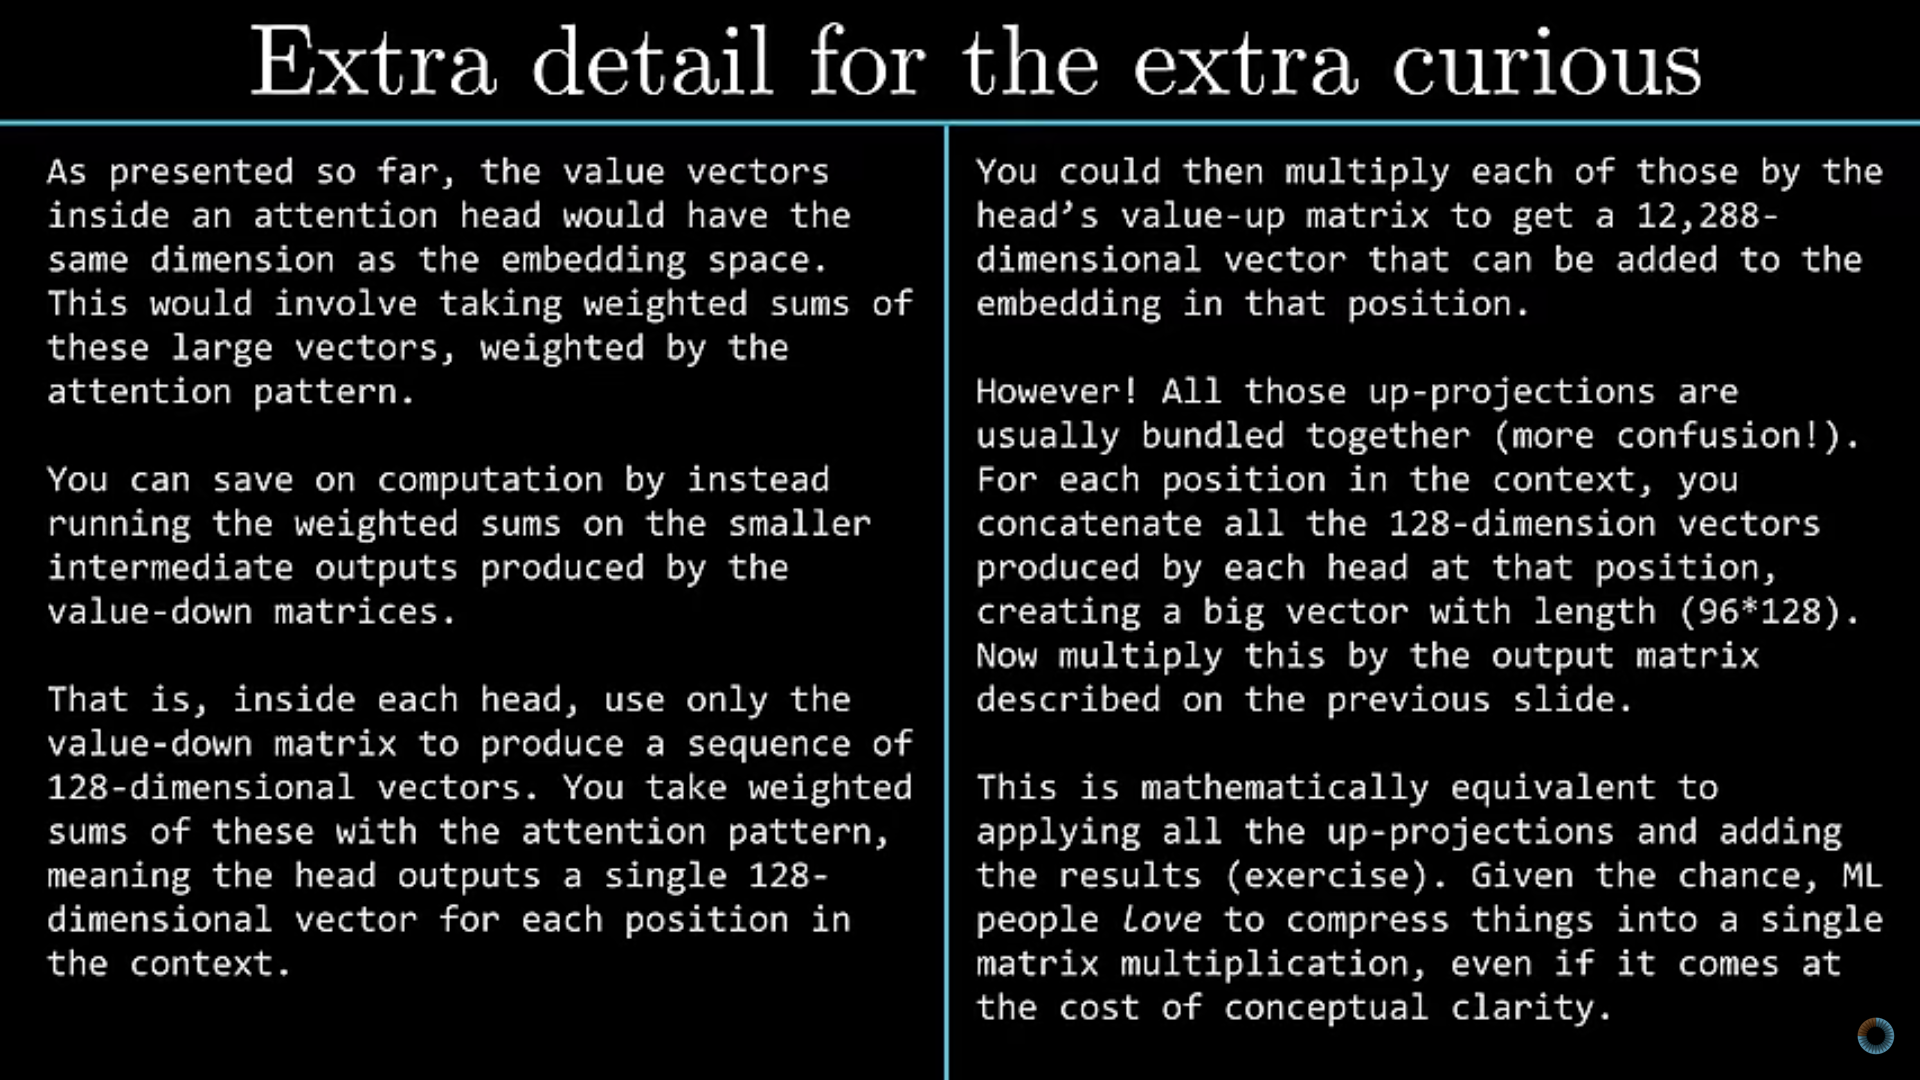 Extra detail for the extra curious
As presented so far, the value vectors
inside an attention head would have the
same dimension as the embedding space.
This would involve taking weighted sums of
these large vectors, weighted by the
attention pattern.
You can save on computation by instead
running the weighted sums on the smaller
intermediate outputs produced by the
value-down matrices.
That is, inside each head, use only the
value-down matrix to produce a sequence of
128-dimensional vectors. You take weighted
sums of these with the attention pattern,
meaning the head outputs a single 128-
dimensional vector for each position in
the context.
You could then multiply each of those by the
head’s value-up matrix to get a 12,288-
dimensional vector that can be added to the
embedding in that position.
However! All those up-projections are
usually bundled together (more confusion!).
For each position in the context, you
concatenate all the 128-dimension vectors
produced by each head at that position,
creating a big vector with length (96*128).
Now multiply this by the output matrix
described on the previous slide.
This is mathematically equivalent to
applying all the up-projections and adding
the results (exercise). Given the chance, ML
people love to compress things into a single
matrix multiplication, even if it comes at
the cost of conceptual clarity.